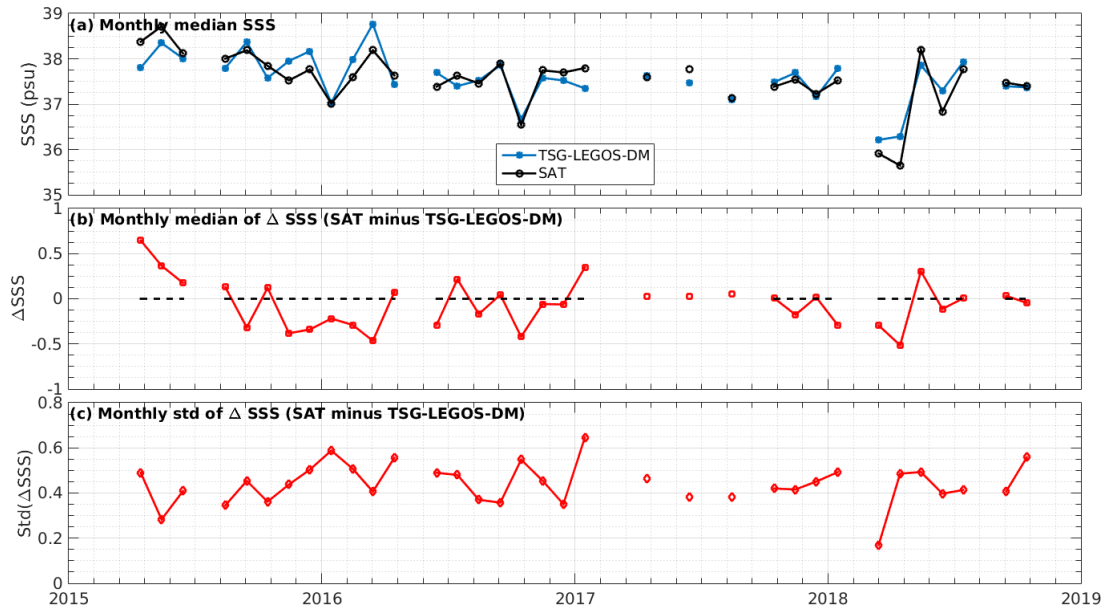 (a) Monthly median SSS
39
38
37
36
35
SSS (psu)
TSG-LEGOS-DM
SAT
(b) Monthly median of Δ SSS (SAT minus TSG-LEGOS-DM)
1
0.5
0
-0.5
-1
ΔSSS
(c) Monthly std of Δ SSS (SAT minus TSG-LEGOS-DM)
0.8
0.6
0.4
0.2
0
Std(ΔSSS)
2015 2016 2017 2018 2019